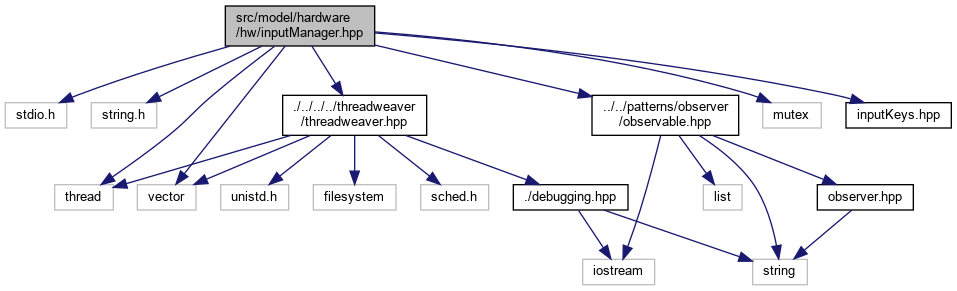 src/model/hardware
/hw/inputManager.hpp
stdio.h
string.h
./../../../threadweaver
/threadweaver.hpp
../../patterns/observer
/observable.hpp
mutex
inputKeys.hpp
thread
vector
unistd.h
filesystem
sched.h
./debugging.hpp
list
observer.hpp
iostream
string